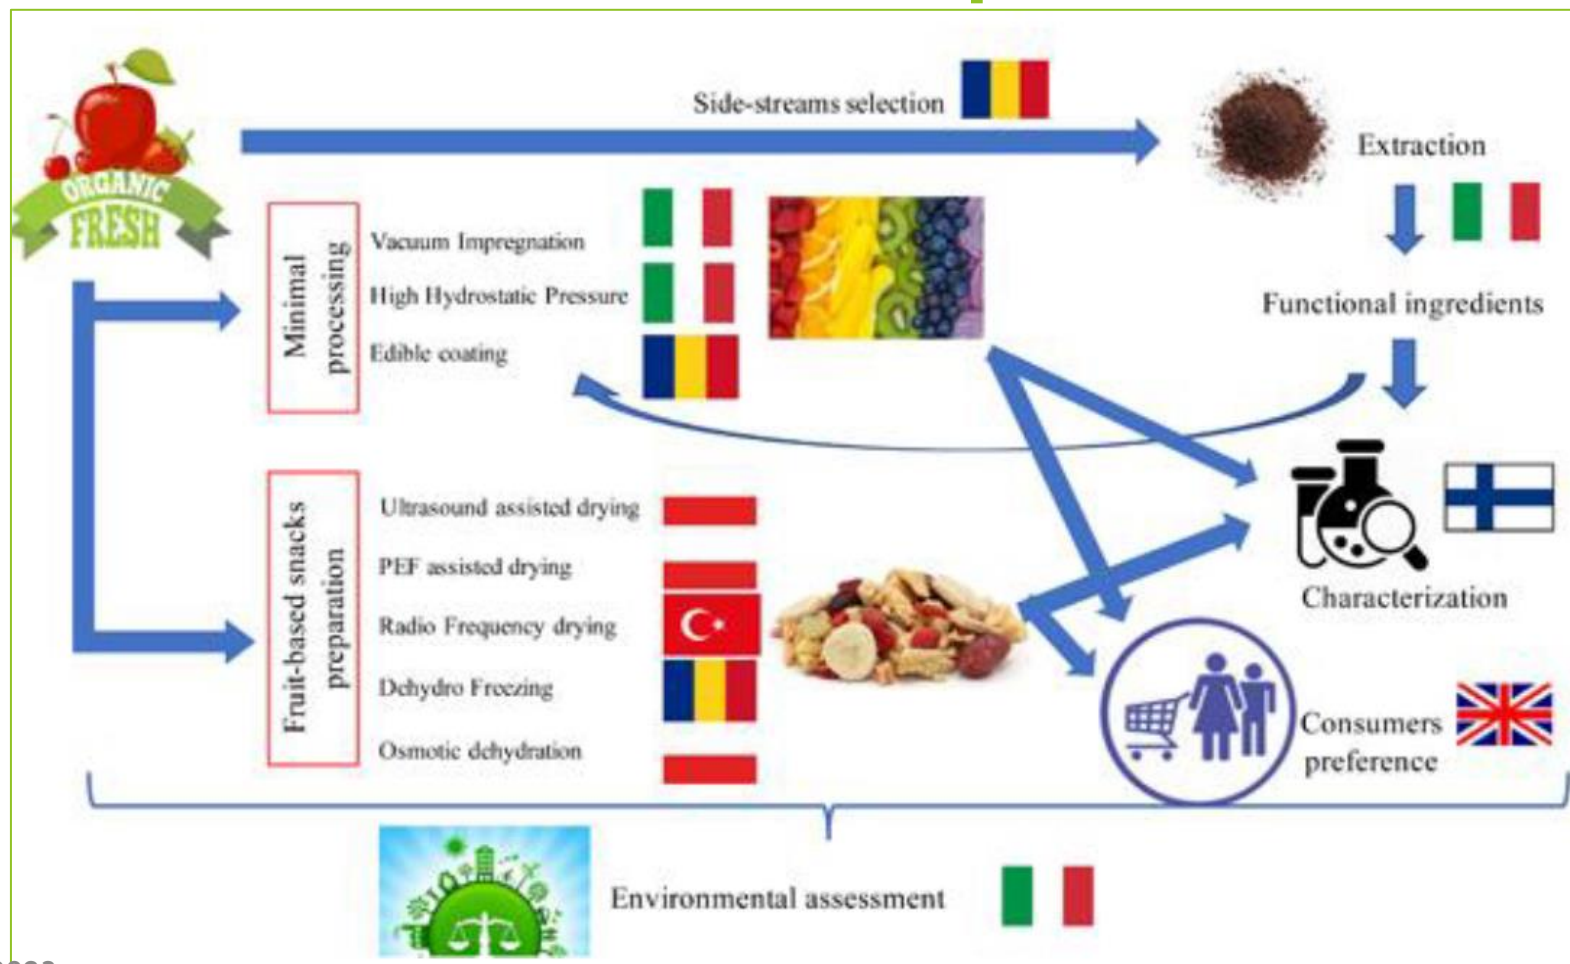 Side-streams selection
ORGANIC
FRESH
Extraction
Minimal
processing
Vacuum Impregnation
High Hydrostatic Pressure
Edible coating
Functional ingredients
Fruit-based snacks
preparation
Ultrasound assisted drying
PEF assisted drying
Radio Frequency drying
Dehydro Freezing
Osmotic dehydration
Characterization
Consumers
preference
Environmental assessment